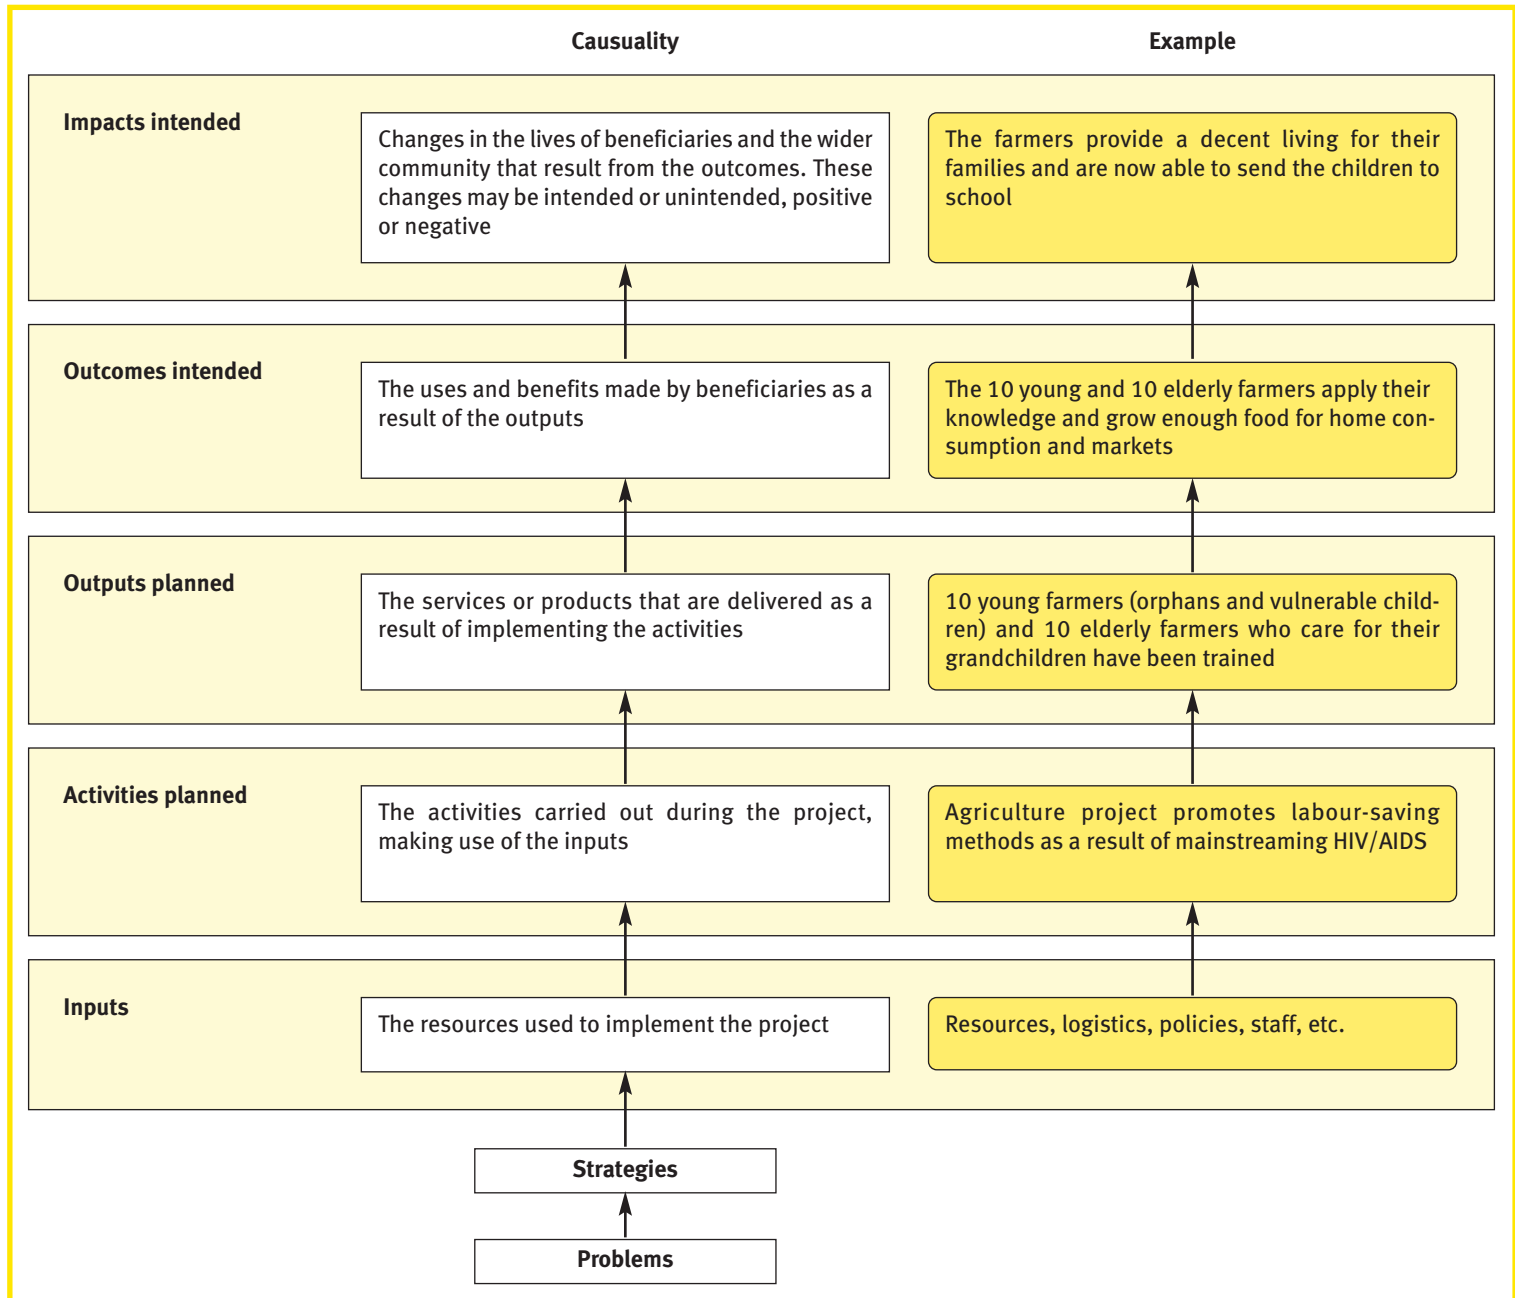 Causuality
Example
Impacts intended
Changes in the lives of beneficiaries and the wider
community that result from the outcomes. These
changes may be intended or unintended, positive
or negative
The farmers provide a decent living for their
families and are now able to send the children to
school
Outcomes intended
The uses and benefits made by beneficiaries as a
result of the outputs
The 10 young and 10 elderly farmers apply their
knowledge and grow enough food for home con-
sumption and markets
Outputs planned
The services or products that are delivered as a
result of implementing the activities
10 young farmers (orphans and vulnerable child-
ren) and 10 elderly farmers who care for their
grandchildren have been trained
Activities planned
The activities carried out during the project,
making use of the inputs
Agriculture project promotes labour-saving
methods as a result of mainstreaming HIV/AIDS
Inputs
The resources used to implement the project
Resources, logistics, policies, staff, etc.
Strategies
Problems